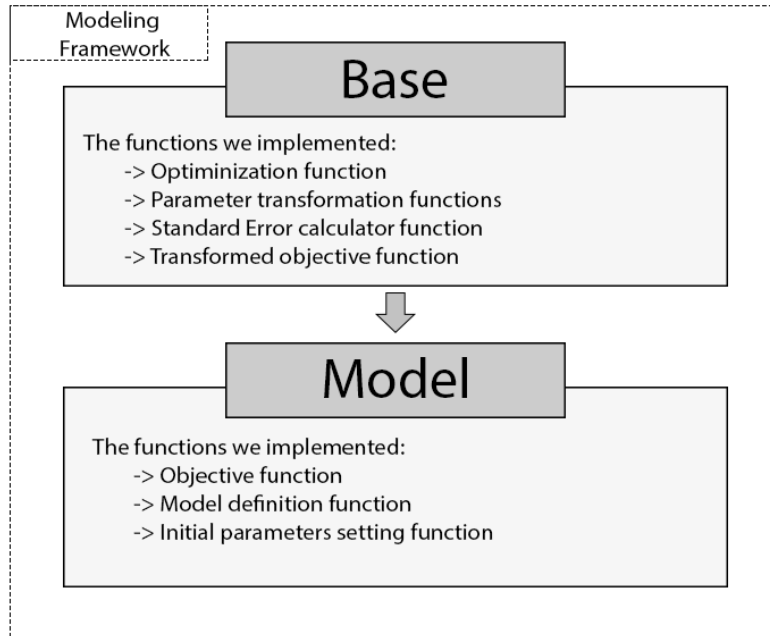 Modeling
Framework
Base
The functions we implemented:
-> Optiminization function
-> Parameter transformation functions
-> Standard Error calculator function
-> Transformed objective function
Model
The functions we implemented:
-> Objective function
-> Model definition function
-> Initial parameters setting function